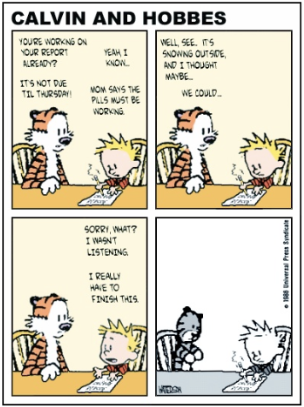 CALVIN AND HOBBES
YOU'RE WORKING ON
YOUR REPORT
ALREADY?
IT'S NOT DUE
TIL THURSDAY!
YEAH, I
KNOW...
MOM SAYS THE
PILLS MUST BE
WORKING.
WELL, SEE.. IT'S
SNOWING OUTSIDE,
AND I THOUGHT
MAYBE...
WE COULD...
SORRY, WHAT?
I WASN'T
LISTENING.
I REALLY
HAVE TO
FINISH THIS.
© 1988 Universal Press Syndicate
WATTERSON